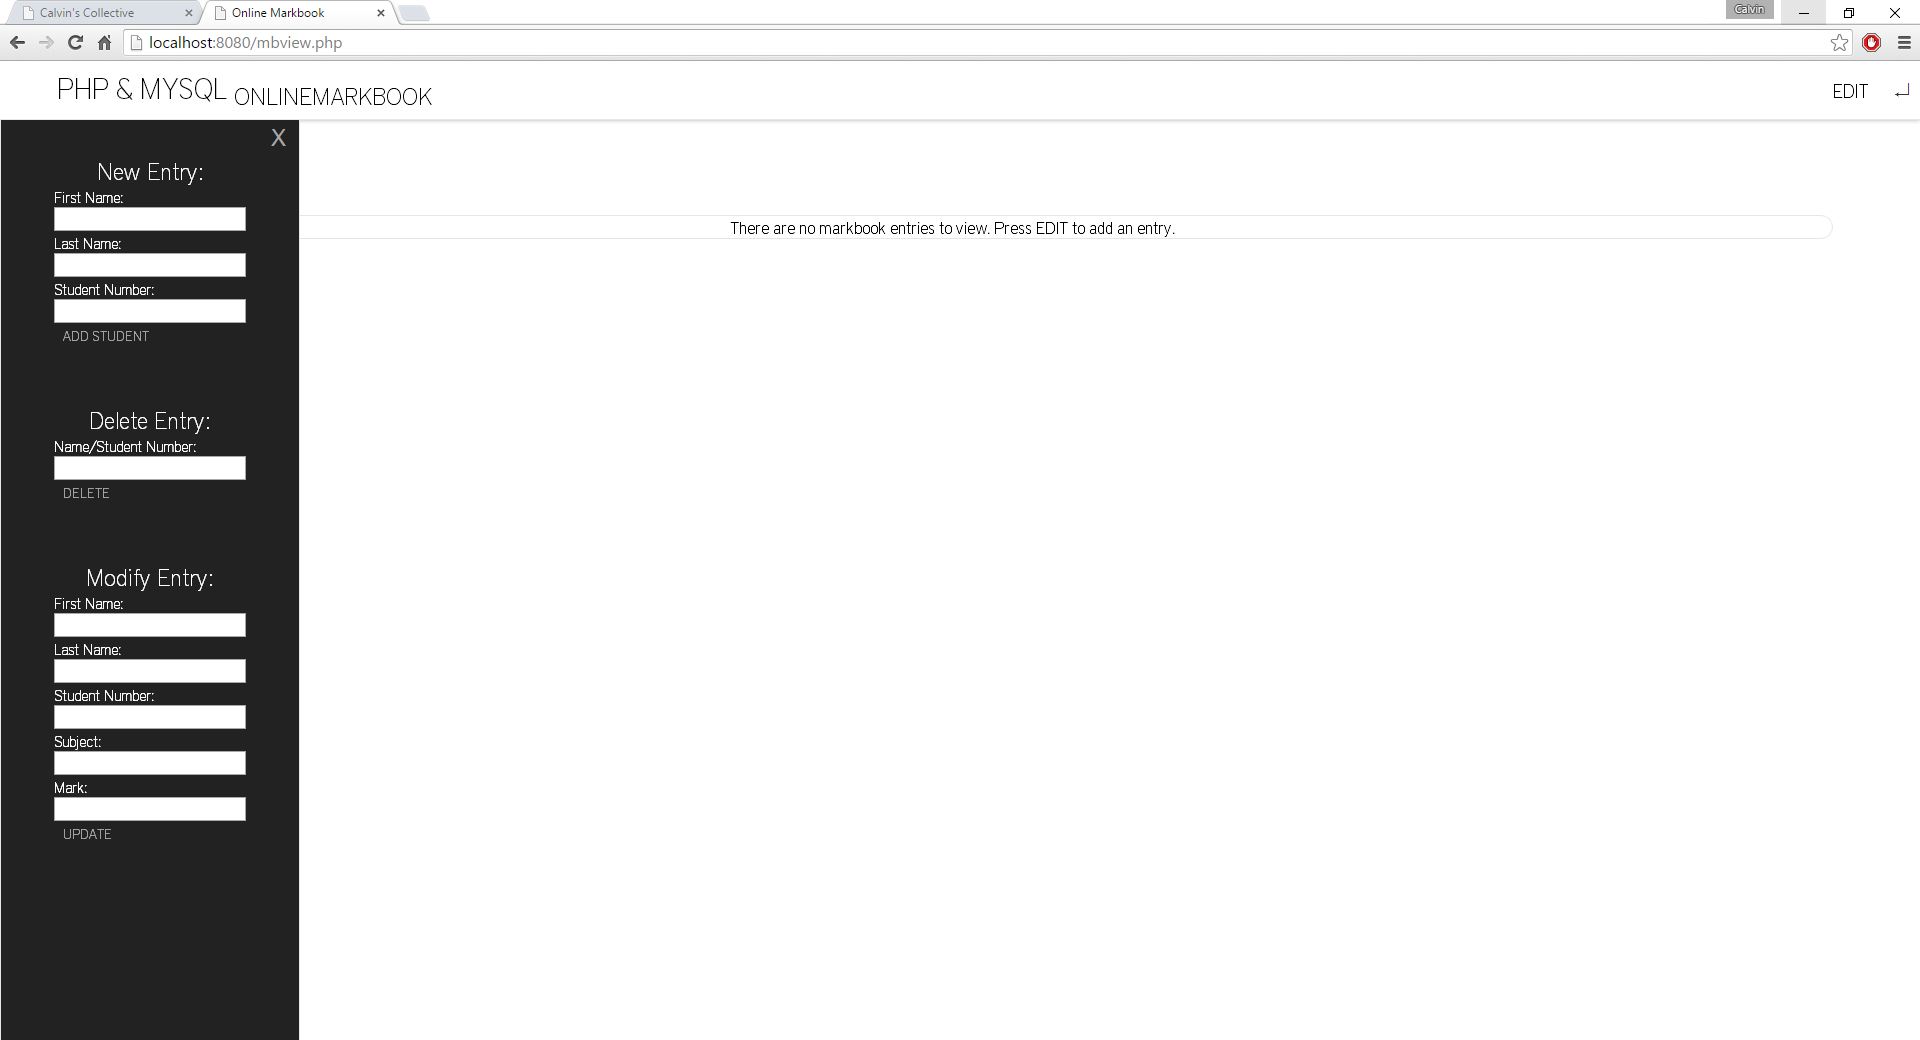 Calvin's Collective
Online Markbook
Calvin
localhost:8080/mbview.php
PHP & MYSQL ONLINEMARKBOOK
EDIT
X
New Entry:
First Name:
Last Name:
Student Number:
ADD STUDENT
Delete Entry:
Name/Student Number:
DELETE
Modify Entry:
First Name:
Last Name:
Student Number:
Subject:
Mark:
UPDATE
There are no markbook entries to view. Press EDIT to add an entry.